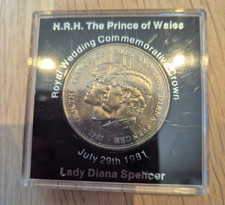 H.R.H. The Prince of Wales
Royal Wedding Commemorative Crown
July 29th 1981
Lady Diana Spencer